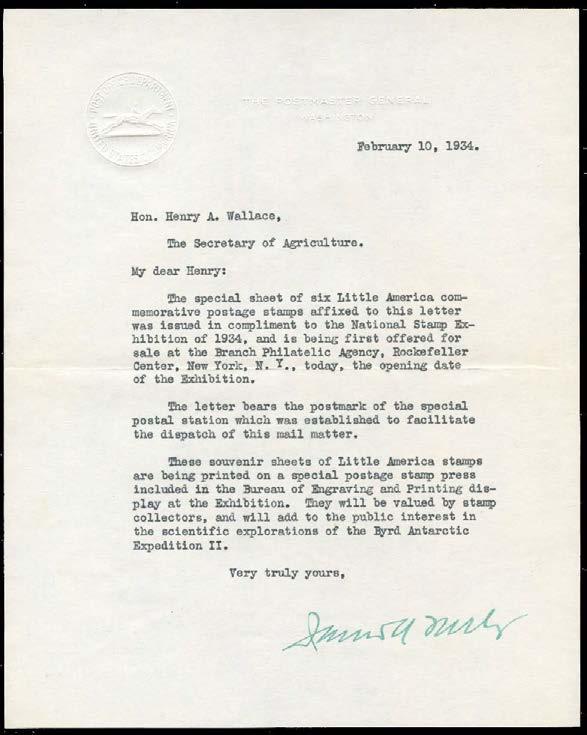 POST OFFICE DEPARTMENT
UNITED STATES OF AMERICA
THE POSTMASTER GENERAL
WASHINGTON
February 10, 1934.
Hon. Henry A. Wallace,
The Secretary of Agriculture.
My dear Henry:
The special sheet of six Little America com-
memorative postage stamps affixed to this letter
was issued in compliment to the National Stamp Ex-
hibition of 1934, and is being first offered for
sale at the Branch Philatelic Agency, Rockefeller
Center, New York, N. Y., today, the opening date
of the Exhibition.
The letter bears the postmark of the special
postal station which was established to facilitate
the dispatch of this mail matter.
These souvenir sheets of Little America stamps
are being printed on a special postage stamp press
included in the Bureau of Engraving and Printing dis-
play at the Exhibition.  They will be valued by stamp
collectors, and will add to the public interest in
the scientific explorations of the Byrd Antarctic
Expedition II.
Very truly yours,